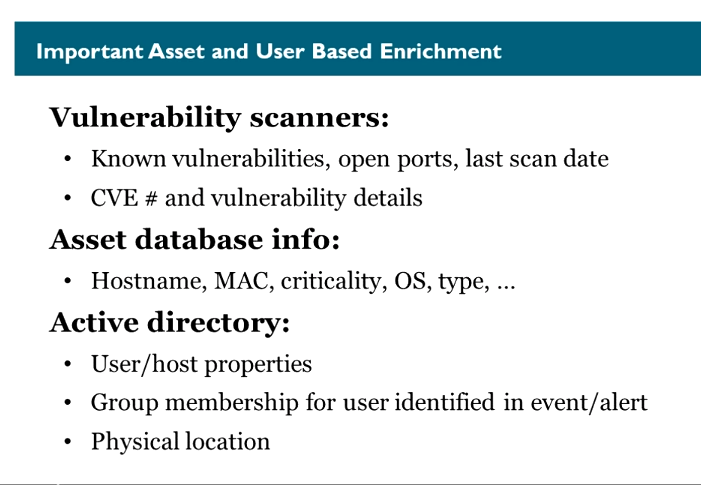 Important Asset and User Based Enrichment
Vulnerability scanners:
• Known vulnerabilities, open ports, last scan date
• CVE # and vulnerability details
Asset database info:
• Hostname, MAC, criticality, OS, type, ...
Active directory:
• User/host properties
• Group membership for user identified in event/alert
• Physical location